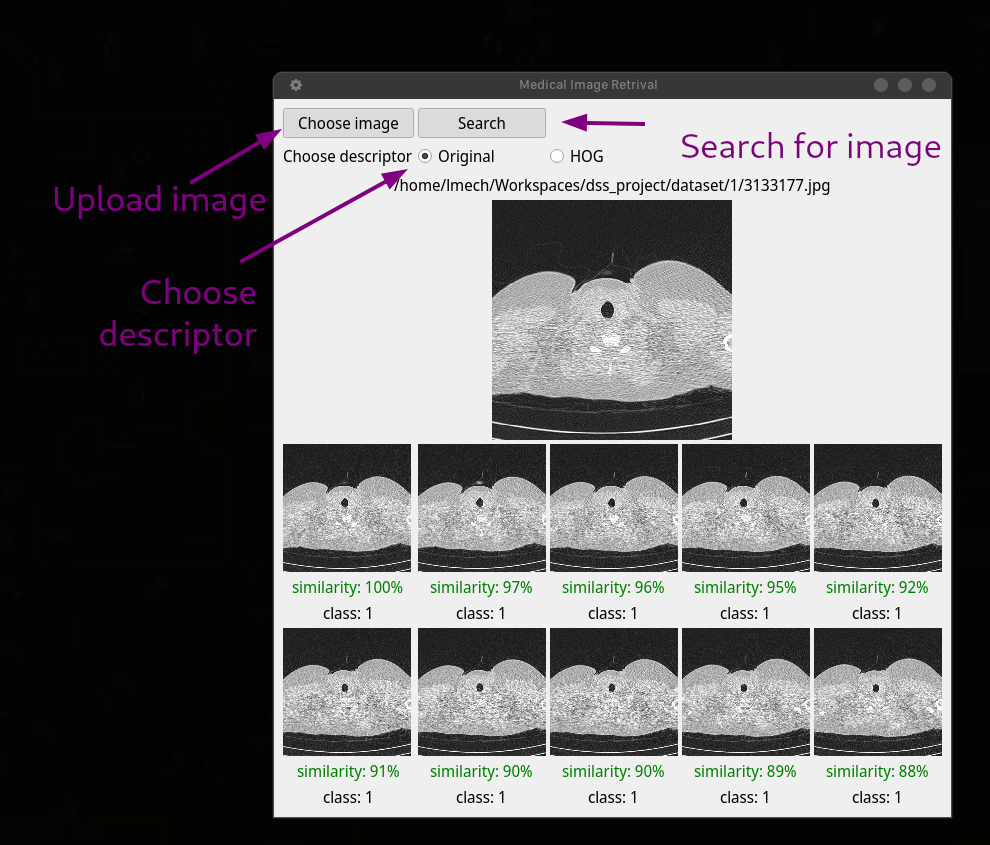 Medical Image Retrival
Choose image
Search
Search for image
Choose descriptor
Original
HOG
Upload image
/home/lmech/Workspaces/dss_project/dataset/1/3133177.jpg
Choose
descriptor
similarity: 100%
similarity: 97%
similarity: 96%
similarity: 95%
similarity: 92%
class: 1
class: 1
class: 1
class: 1
class: 1
similarity: 91%
similarity: 90%
similarity: 90%
similarity: 89%
similarity: 88%
class: 1
class: 1
class: 1
class: 1
class: 1